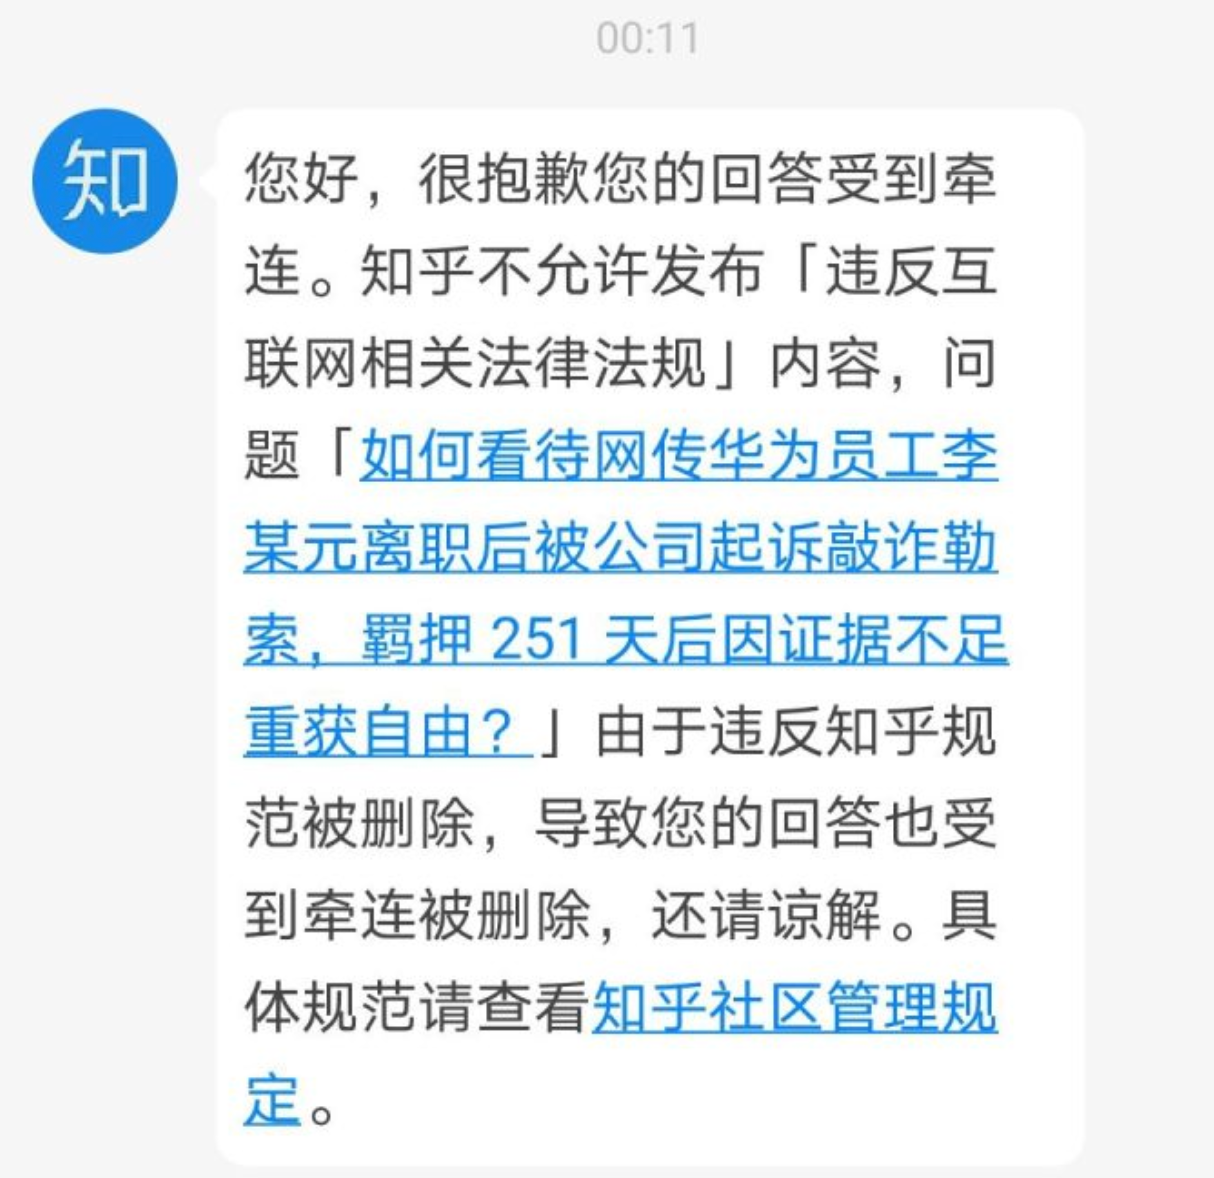 00:11
知
您好，很抱歉您的回答受到牵
连。知乎不允许发布「违反互
联网相关法律法规」内容，问
题「如何看待网传华为员工李
某元离职后被公司起诉敲诈勒
索，羁押 251 天后因证据不足
重获自由？」由于违反知乎规
范被删除，导致您的回答也受
到牵连被删除，还请谅解。具
体规范请查看知乎社区管理规
定。